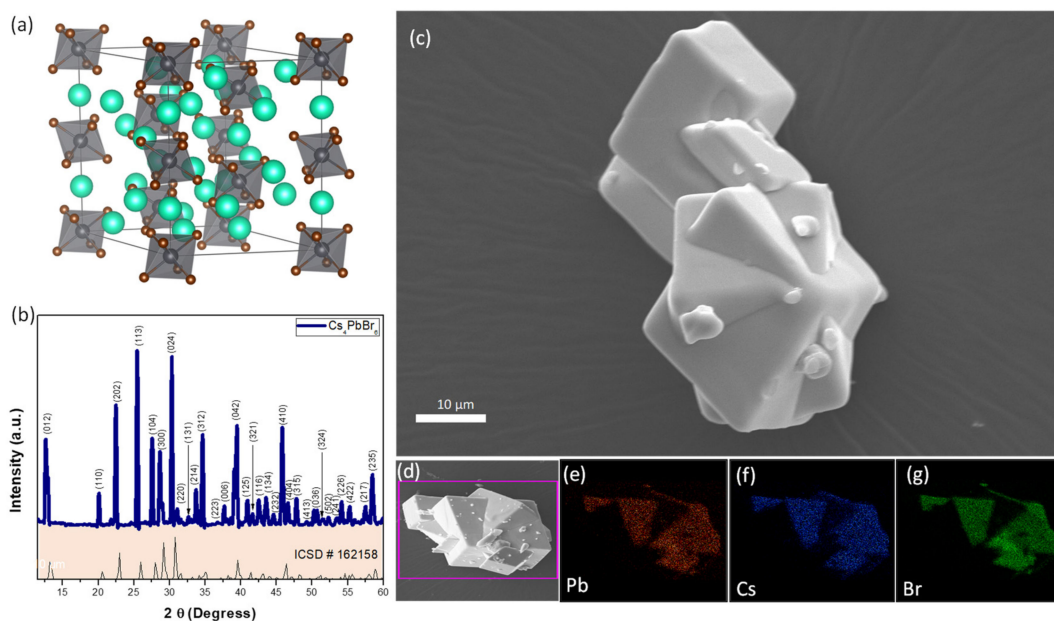 (a)
(b)
Cs4PbBr6
Intensity (a.u.)
(012)
(110)
(202)
(113)
(104)
(300)
(024)
(220)
(131)
(214)
(312)
(223)
(006)
(042)
(125)
(321)
(116)
(134)
(232)
(410)
(404)
(315)
(413)
(036)
(324)
(502)
(226)
(422)
(217)
(235)
ICSD # 162158
15 20 25 30 35 40 45 50 55 60
2 θ (Degress)
(c)
10 µm
(d)
(e)
Pb
(f)
Cs
(g)
Br